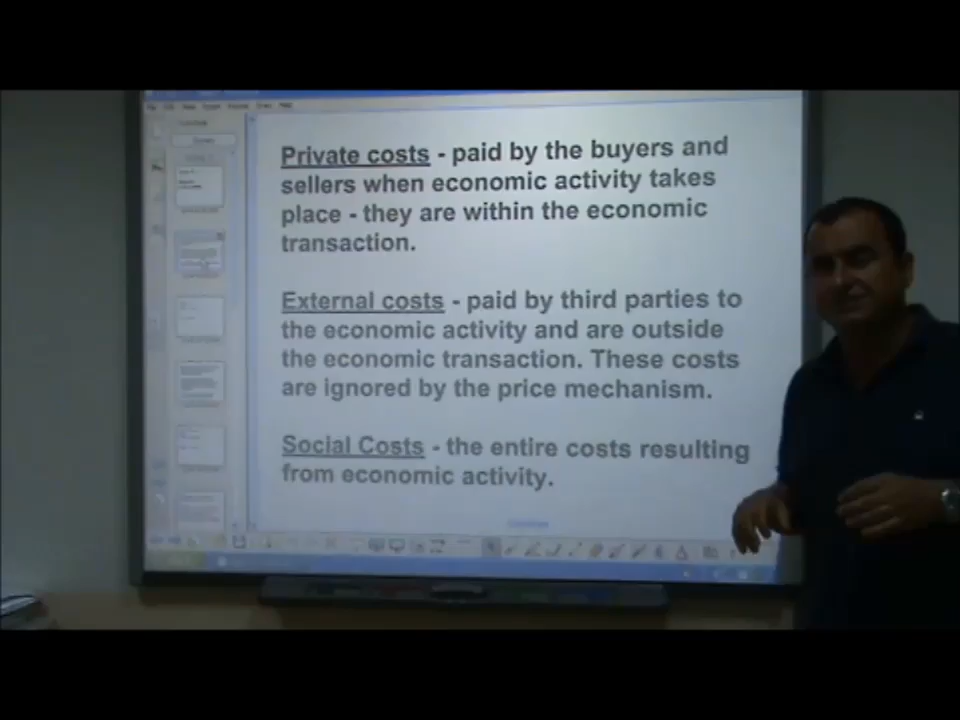 Private costs - paid by the buyers and
sellers when economic activity takes
place - they are within the economic
transaction.
External costs - paid by third parties to
the economic activity and are outside
the economic transaction. These costs
are ignored by the price mechanism.
Social Costs - the entire costs resulting
from economic activity.